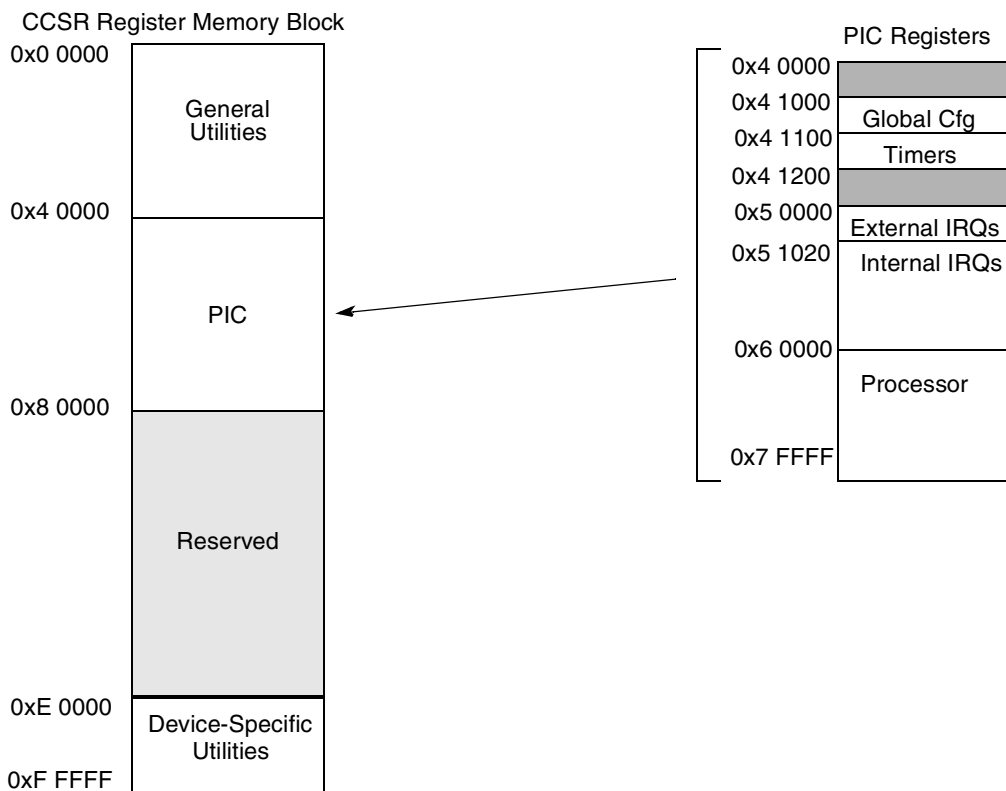 CCSR Register Memory Block
0x0 0000
General
Utilities
0x4 0000
PIC
0x8 0000
Reserved
0xE 0000
Device-Specific
Utilities
0xF FFFF
PIC Registers
0x4 0000
0x4 1000
Global Cfg
0x4 1100
Timers
0x4 1200
0x5 0000
External IRQs
0x5 1020
Internal IRQs
0x6 0000
Processor
0x7 FFFF